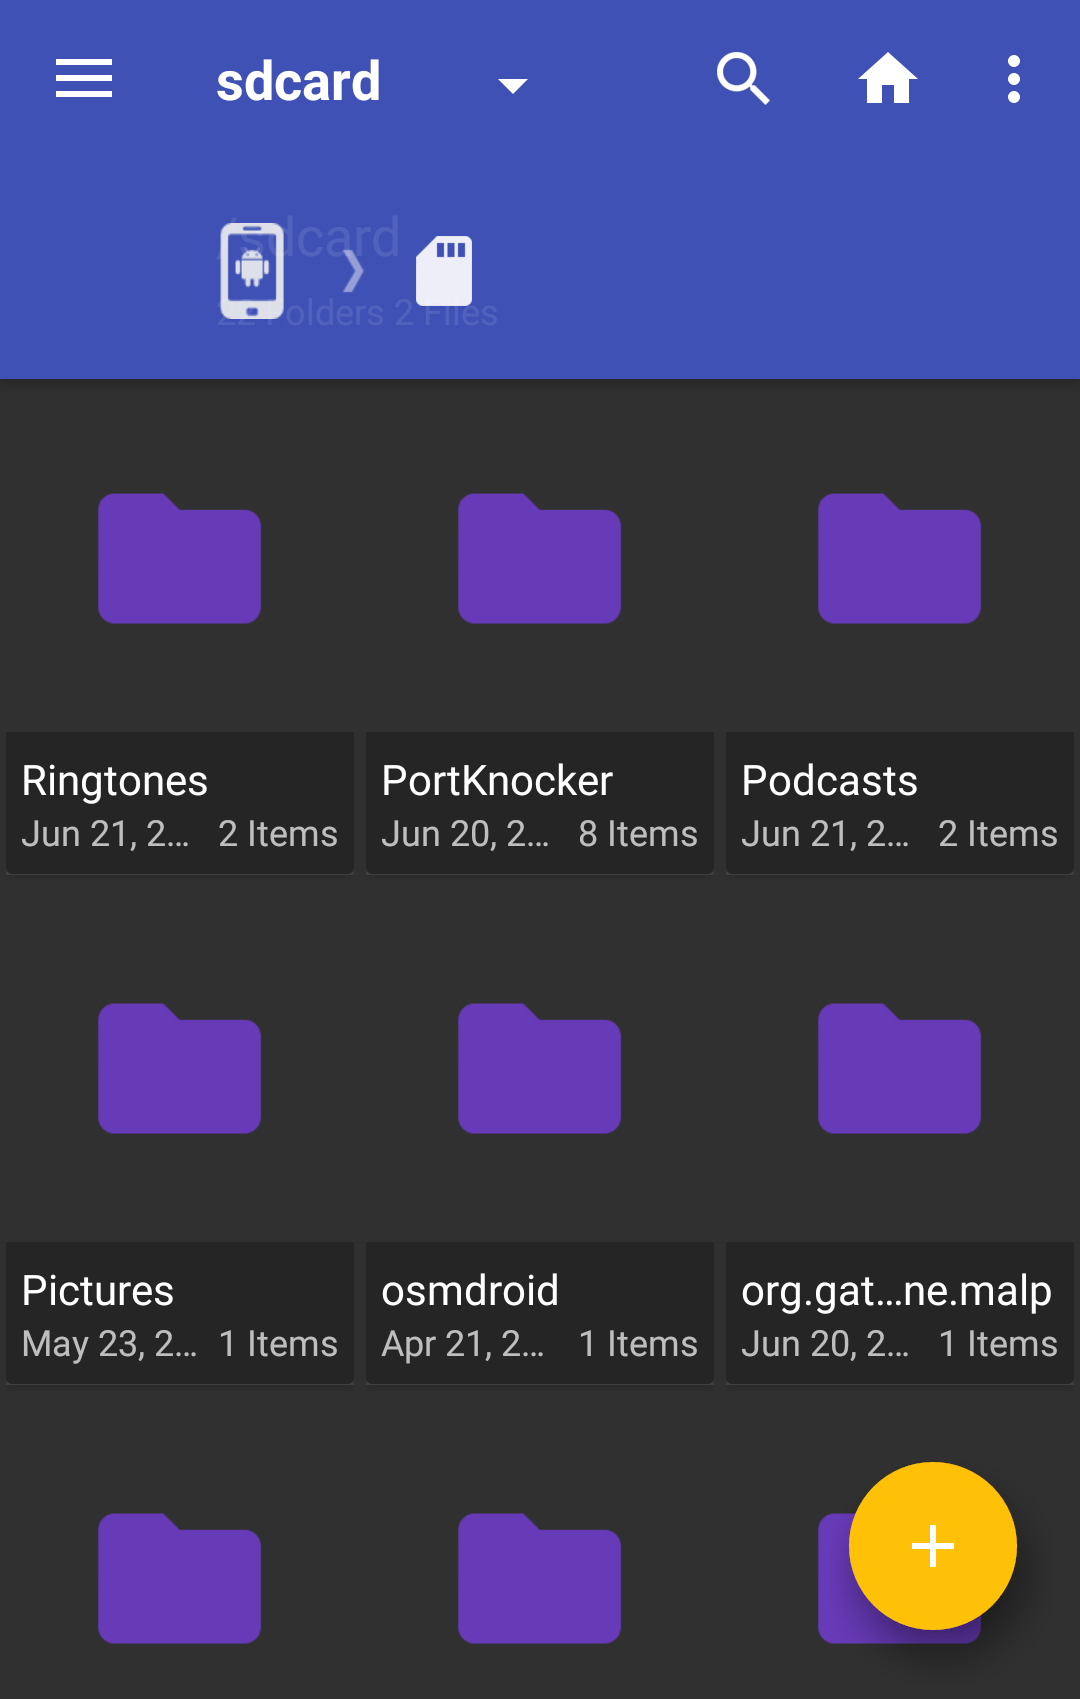 sdcard
/sdcard
22 Folders 2 Files
Ringtones
Jun 21, 2... 2 Items
PortKnocker
Jun 20, 2... 8 Items
Podcasts
Jun 21, 2... 2 Items
Pictures
May 23, 2... 1 Items
osmdroid
Apr 21, 2... 1 Items
org.gat...ne.malp
Jun 20, 2... 1 Items